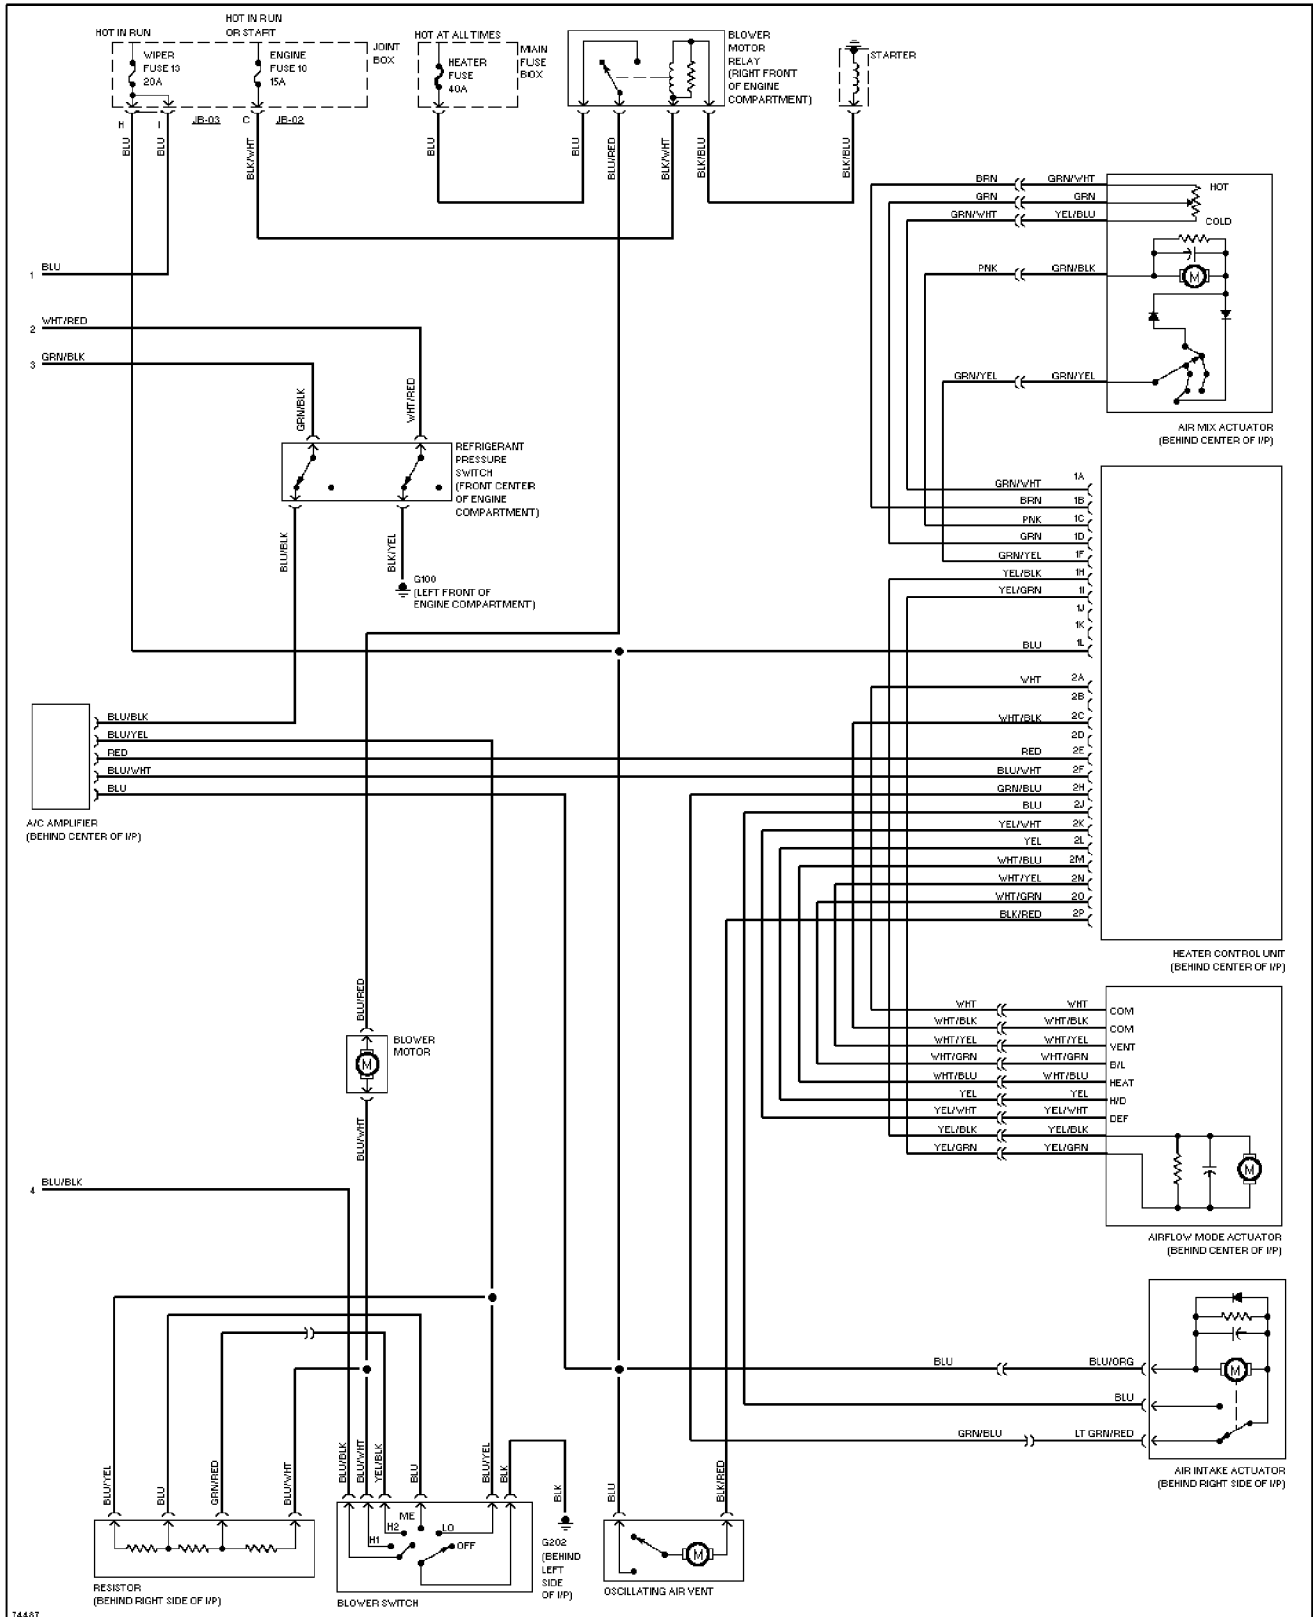 HOT IN RUN
HOT IN RUN
OR START
HOT AT ALL TIMES
WIPER
FUSE 13
20A
ENGINE
FUSE 10
15A
JOINT
BOX
HEATER
FUSE
40A
MAIN
FUSE
BOX
BLOWER
MOTOR
RELAY
(RIGHT FRONT
OF ENGINE
COMPARTMENT)
STARTER
H
I
JB-03
C
JB-02
BLU
BLU
BLK/WHT
BLU
BLU
BLU/RED
BLK/WHT
BLK/BLU
BLK/BLU
BRN
GRN/WHT
HOT
GRN
GRN
GRN/WHT
YEL/BLU
COLD
PNK
GRN/BLK
M
GRN/YEL
GRN/YEL
AIR MIX ACTUATOR
(BEHIND CENTER OF I/P)
1 BLU
2 WHT/RED
3 GRN/BLK
GRN/BLK
WHT/RED
REFRIGERANT
PRESSURE
SWITCH
(FRONT CENTER
OF ENGINE
COMPARTMENT)
BLU/BLK
BLK/YEL
G100
(LEFT FRONT OF
ENGINE COMPARTMENT)
GRN/WHT 1A
BRN 1B
PNK 1C
GRN 1D
GRN/YEL 1F
YEL/BLK 1H
YEL/GRN 1I
1J
1K
BLU 1L
WHT 2A
2B
WHT/BLK 2C
2D
RED 2E
BLU/WHT 2F
GRN/BLU 2H
BLU 2J
YEL/WHT 2K
YEL 2L
WHT/BLU 2M
WHT/YEL 2N
WHT/GRN 2O
BLK/RED 2P
HEATER CONTROL UNIT
(BEHIND CENTER OF I/P)
BLU/BLK
BLU/YEL
RED
BLU/WHT
BLU
A/C AMPLIFIER
(BEHIND CENTER OF I/P)
BLU/RED
BLOWER
MOTOR
M
BLU/WHT
WHT WHT COM
WHT/BLK WHT/BLK COM
WHT/YEL WHT/YEL VENT
WHT/GRN WHT/GRN B/L
WHT/BLU WHT/BLU HEAT
YEL YEL H/D
YEL/WHT YEL/WHT DEF
YEL/BLK YEL/BLK
YEL/GRN YEL/GRN
M
AIRFLOW MODE ACTUATOR
(BEHIND CENTER OF I/P)
4 BLU/BLK
BLU BLU/ORG
M
BLU
GRN/BLU LT GRN/RED
AIR INTAKE ACTUATOR
(BEHIND RIGHT SIDE OF I/P)
BLU/YEL
BLU
GRN/RED
BLU/WHT
BLU/BLK
BLU/WHT
YEL/BLK
BLU
BLU/YEL
BLK
BLK
BLU
BLK/RED
RESISTOR
(BEHIND RIGHT SIDE OF I/P)
H1
H2
ME
LO
OFF
BLOWER SWITCH
G202
(BEHIND
LEFT
SIDE
OF I/P)
M
OSCILLATING AIR VENT
74487